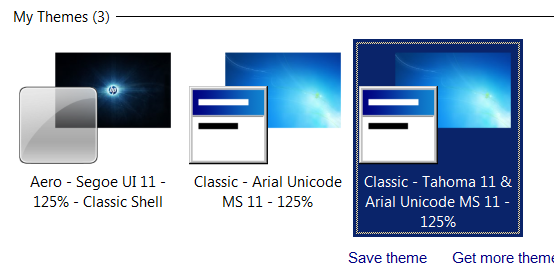 My Themes (3)
Aero - Segoe UI 11 -
125% - Classic Shell
Classic - Arial Unicode
MS 11 - 125%
Classic - Tahoma 11 &
Arial Unicode MS 11 -
125%
Save theme
Get more theme